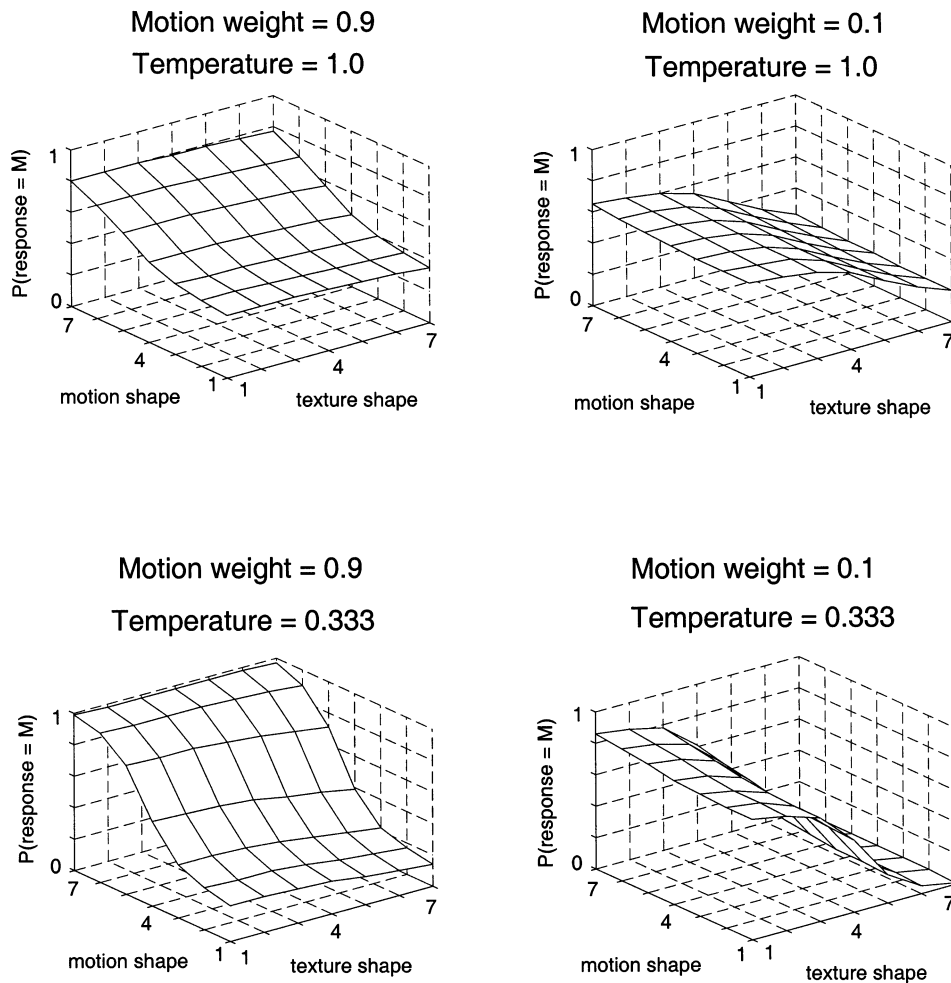 Motion weight = 0.9
Temperature = 1.0
1
P(response = M)
0
7
4
1
motion shape
1
4
7
texture shape
Motion weight = 0.1
Temperature = 1.0
1
P(response = M)
0
7
4
1
motion shape
1
4
7
texture shape
Motion weight = 0.9
Temperature = 0.333
1
P(response = M)
0
7
4
1
motion shape
1
4
7
texture shape
Motion weight = 0.1
Temperature = 0.333
1
P(response = M)
0
7
4
1
motion shape
1
4
7
texture shape